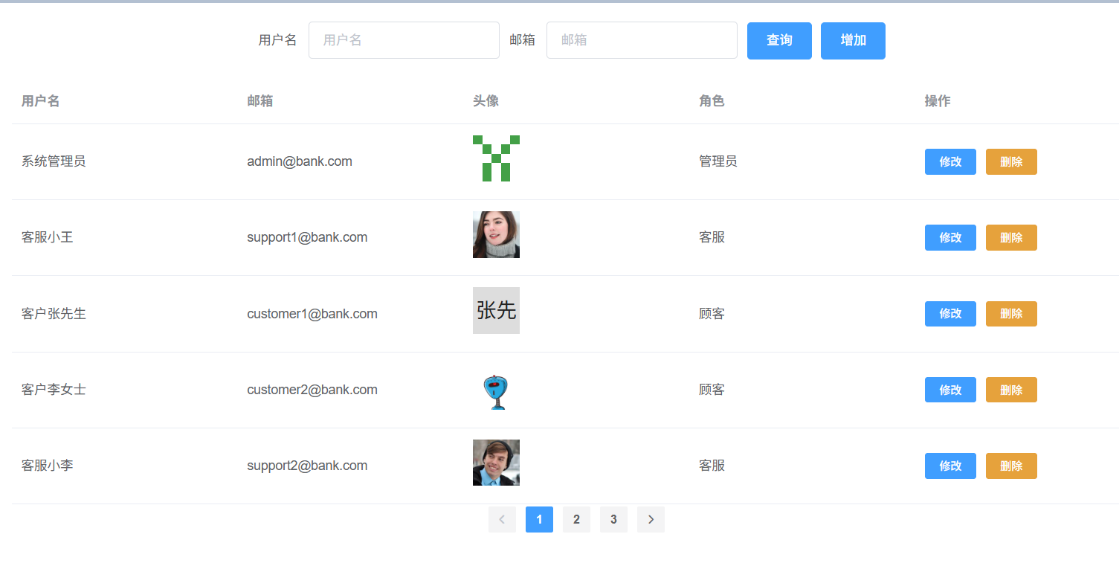 用户名 用户名 邮箱 邮箱 查询 增加
用户名 邮箱 头像 角色 操作
系统管理员 admin@bank.com 管理员 修改 删除
客服小王 support1@bank.com 客服 修改 删除
客户张先生 customer1@bank.com 张先 顾客 修改 删除
客户李女士 customer2@bank.com 顾客 修改 删除
客服小李 support2@bank.com 客服 修改 删除
< 1 2 3 >